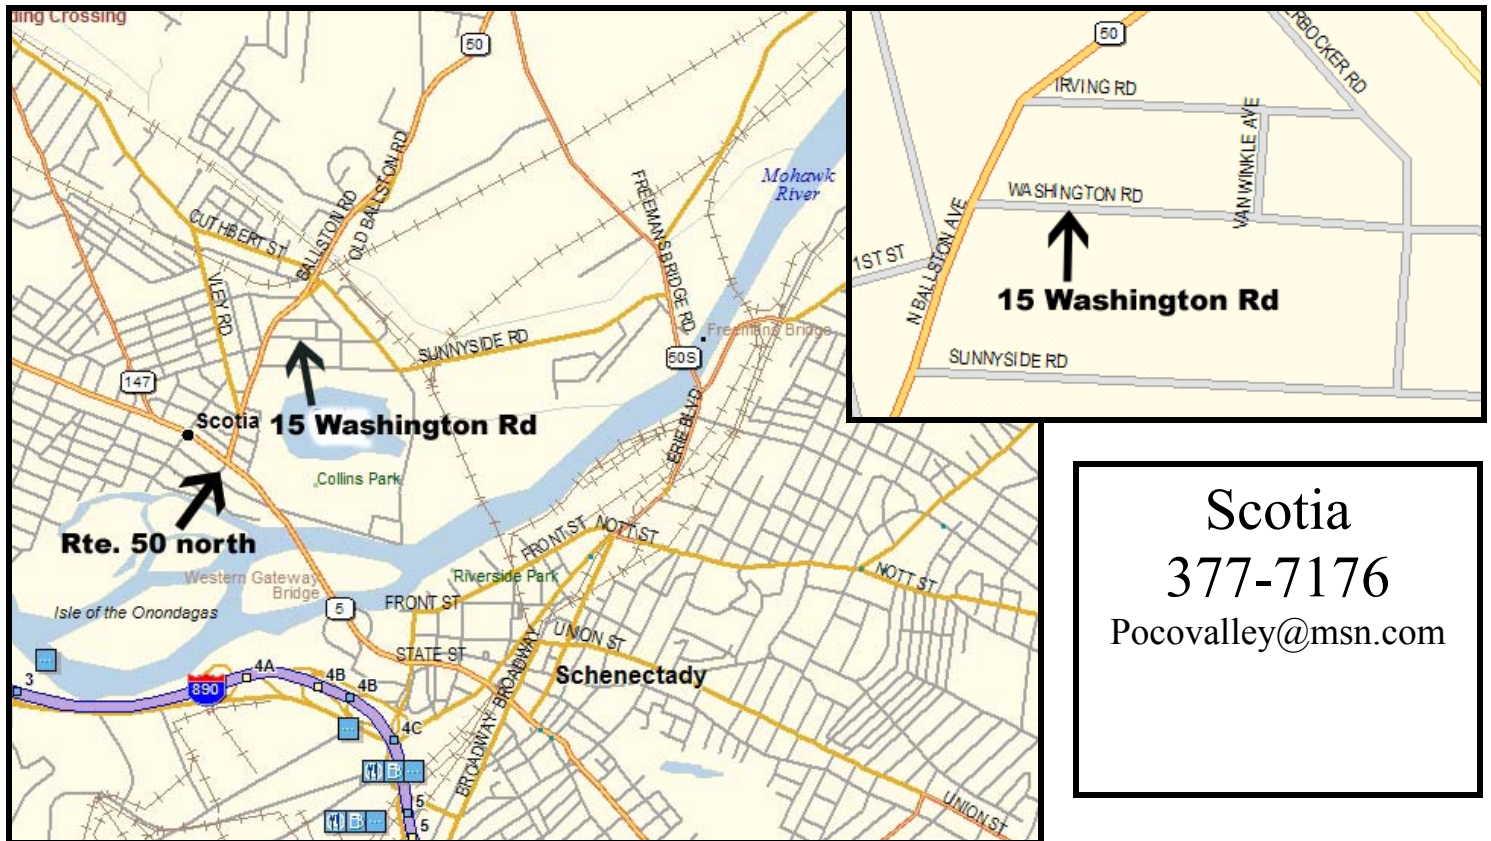 ding Crossing
50
CUTHBERT ST
BALLSTON RD
OLD BALLSTON RD
VLEY RD
FREEMANS BRIDGE RD
Mohawk
River
SUNNYSIDE RD
Freemans Bridge
50S
147
Scotia
15 Washington Rd
ERIE BLVD
Collins Park
Rte. 50 north
Western Gateway
Bridge
Isle of the Onondagas
FRONT ST
NOTT ST
Riverside Park
NOTT ST
5
FRONT ST
UNION ST
STATE ST
Schenectady
BROADWAY
BROADWAY
3
890
4A
4B
4B
4C
5
5
UNION ST
50
ERBOCKER RD
IRVING RD
VAN WINKLE AVE
WASHINGTON RD
N BALLSTON AVE
1ST ST
15 Washington Rd
SUNNYSIDE RD
Scotia
377-7176
Pocovalley@msn.com